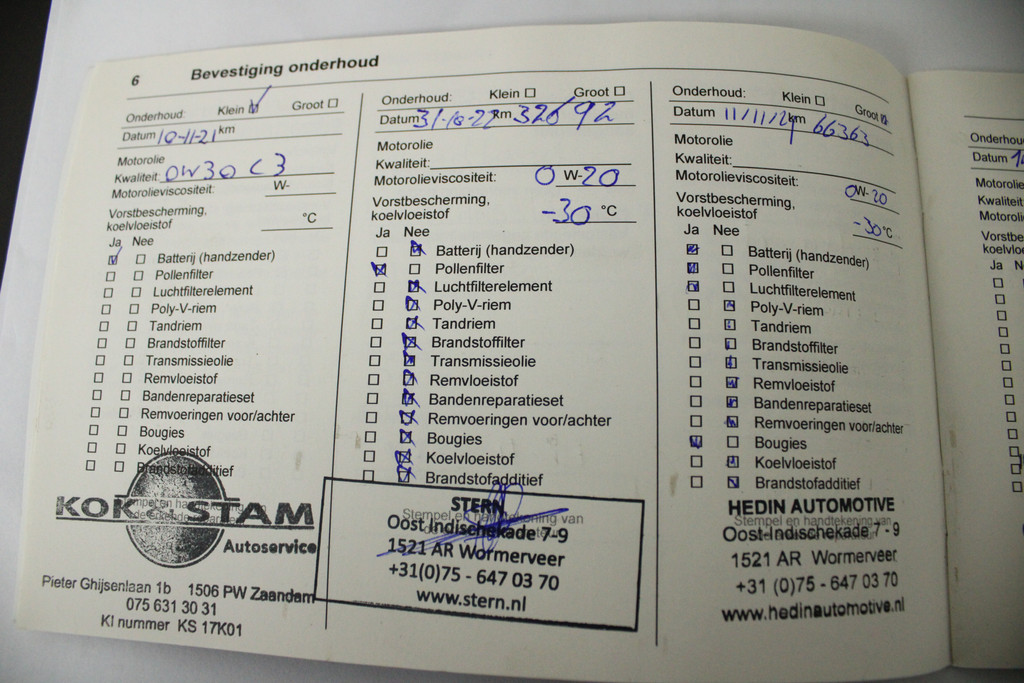 6 Bevestiging onderhoud
Onderhoud: Klein Groot
Datum 10-11-21 km
Motorolie
Kwaliteit: 0W30 C3
Motorolieviscositeit: W-
Vorstbescherming,
koelvloeistof °C
Ja Nee
Batterij (handzender)
Pollenfilter
Luchtfilterelement
Poly-V-riem
Tandriem
Brandstoffilter
Transmissieolie
Remvloeistof
Bandenreparatieset
Remvoeringen voor/achter
Bougies
Koelvloeistof
Brandstofadditief
KOK & STAM
Autoservice
Pieter Ghijsenlaan 1b 1506 PW Zaandam
075 631 30 31
KI nummer KS 17K01
Onderhoud: Klein Groot
Datum 31-10-22 km 32692
Motorolie
Kwaliteit:
Motorolieviscositeit: 0 W-20
Vorstbescherming,
koelvloeistof -30 °C
Ja Nee
Batterij (handzender)
Pollenfilter
Luchtfilterelement
Poly-V-riem
Tandriem
Brandstoffilter
Transmissieolie
Remvloeistof
Bandenreparatieset
Remvoeringen voor/achter
Bougies
Koelvloeistof
Brandstofadditief
Stempel en handtekening van
STERN
Oost Indischekade 7-9
1521 AR Wormerveer
+31(0)75 - 647 03 70
www.stern.nl
Onderhoud: Klein Groot
Datum 11/11/24 km 66363
Motorolie
Kwaliteit:
Motorolieviscositeit: 0W-20
Vorstbescherming,
koelvloeistof -30°C
Ja Nee
Batterij (handzender)
Pollenfilter
Luchtfilterelement
Poly-V-riem
Tandriem
Brandstoffilter
Transmissieolie
Remvloeistof
Bandenreparatieset
Remvoeringen voor/achter
Bougies
Koelvloeistof
Brandstofadditief
HEDIN AUTOMOTIVE
Stempel en handtekening van
Oost-Indischekade 7-9
1521 AR Wormerveer
+31 (0)75 - 647 03 70
www.hedinautomotive.nl
Datum
Ja